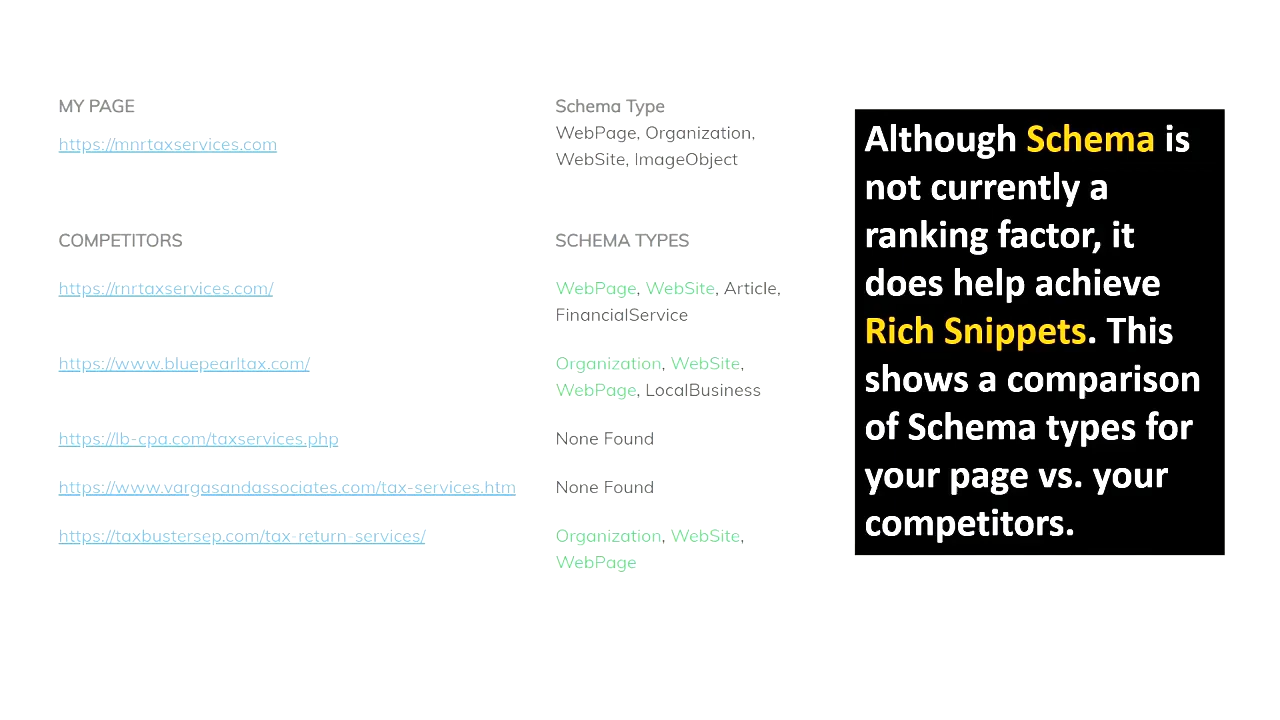 MY PAGE
Schema Type
https://mnrtaxservices.com
WebPage, Organization,
WebSite, ImageObject
COMPETITORS
SCHEMA TYPES
https://rnrtaxservices.com/
WebPage, WebSite, Article,
FinancialService
https://www.bluepearltax.com/
Organization, WebSite,
WebPage, LocalBusiness
https://lb-cpa.com/taxservices.php
None Found
https://www.vargasandassociates.com/tax-services.htm
None Found
https://taxbustersep.com/tax-return-services/
Organization, WebSite,
WebPage
Although Schema is
not currently a
ranking factor, it
does help achieve
Rich Snippets. This
shows a comparison
of Schema types for
your page vs. your
competitors.